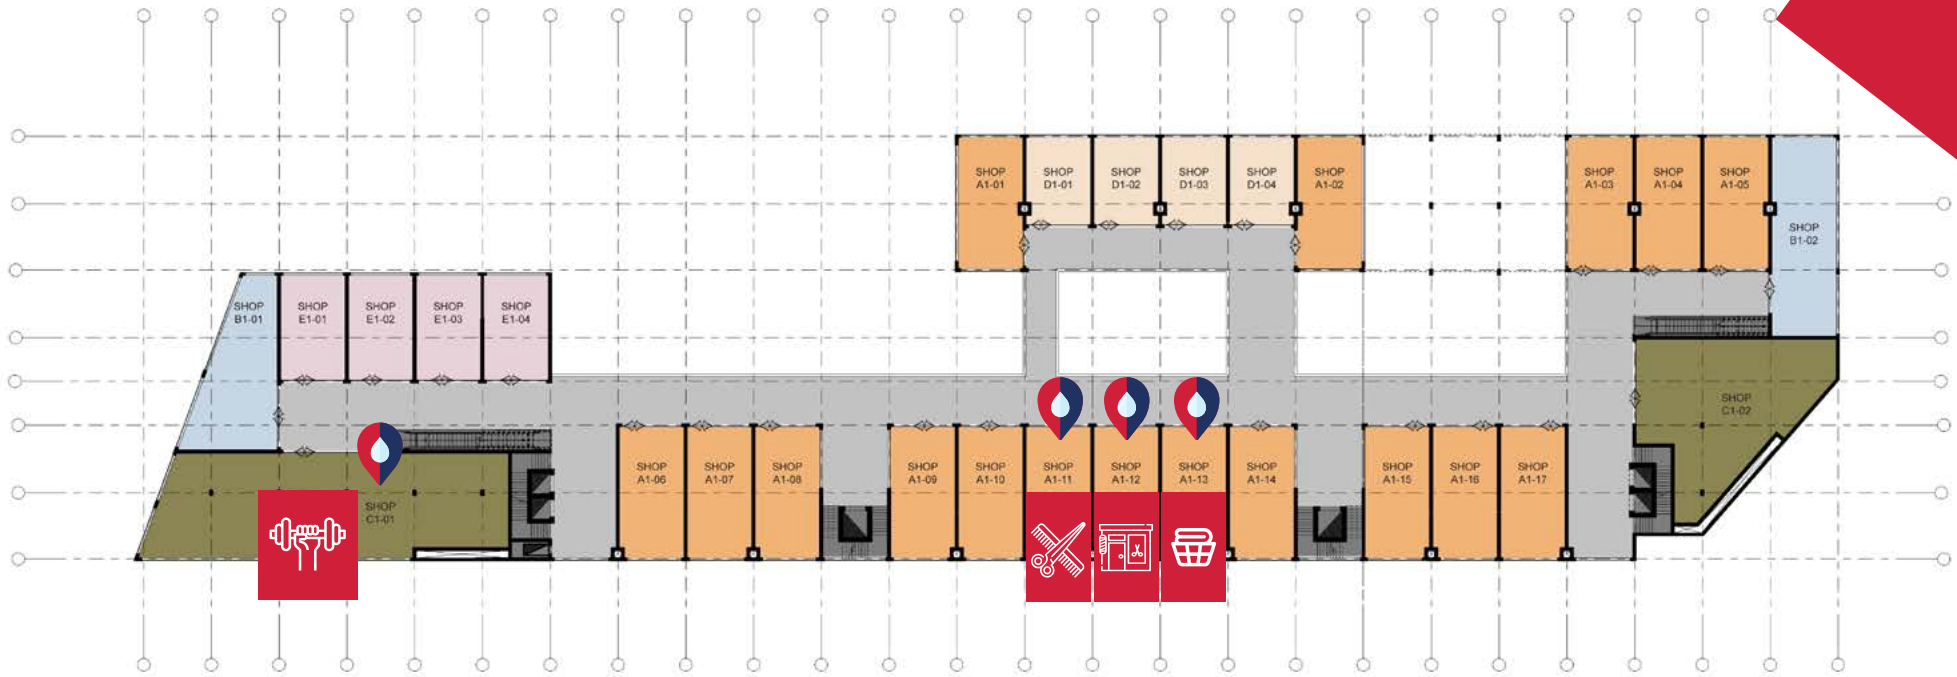 SHOP
A1-01
SHOP
D1-01
SHOP
D1-02
SHOP
D1-03
SHOP
D1-04
SHOP
A1-02
SHOP
A1-03
SHOP
A1-04
SHOP
A1-05
SHOP
B1-02
SHOP
B1-01
SHOP
E1-01
SHOP
E1-02
SHOP
E1-03
SHOP
E1-04
SHOP
C1-02
SHOP
C1-01
SHOP
A1-06
SHOP
A1-07
SHOP
A1-08
SHOP
A1-09
SHOP
A1-10
SHOP
A1-11
SHOP
A1-12
SHOP
A1-13
SHOP
A1-14
SHOP
A1-15
SHOP
A1-16
SHOP
A1-17